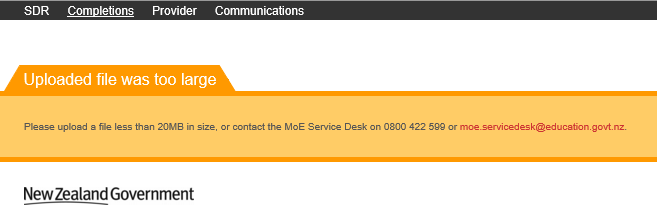 SDR Completions Provider Communications
Uploaded file was too large
Please upload a file less than 20MB in size, or contact the MoE Service Desk on 0800 422 599 or moe.servicedesk@education.govt.nz.
New Zealand Government